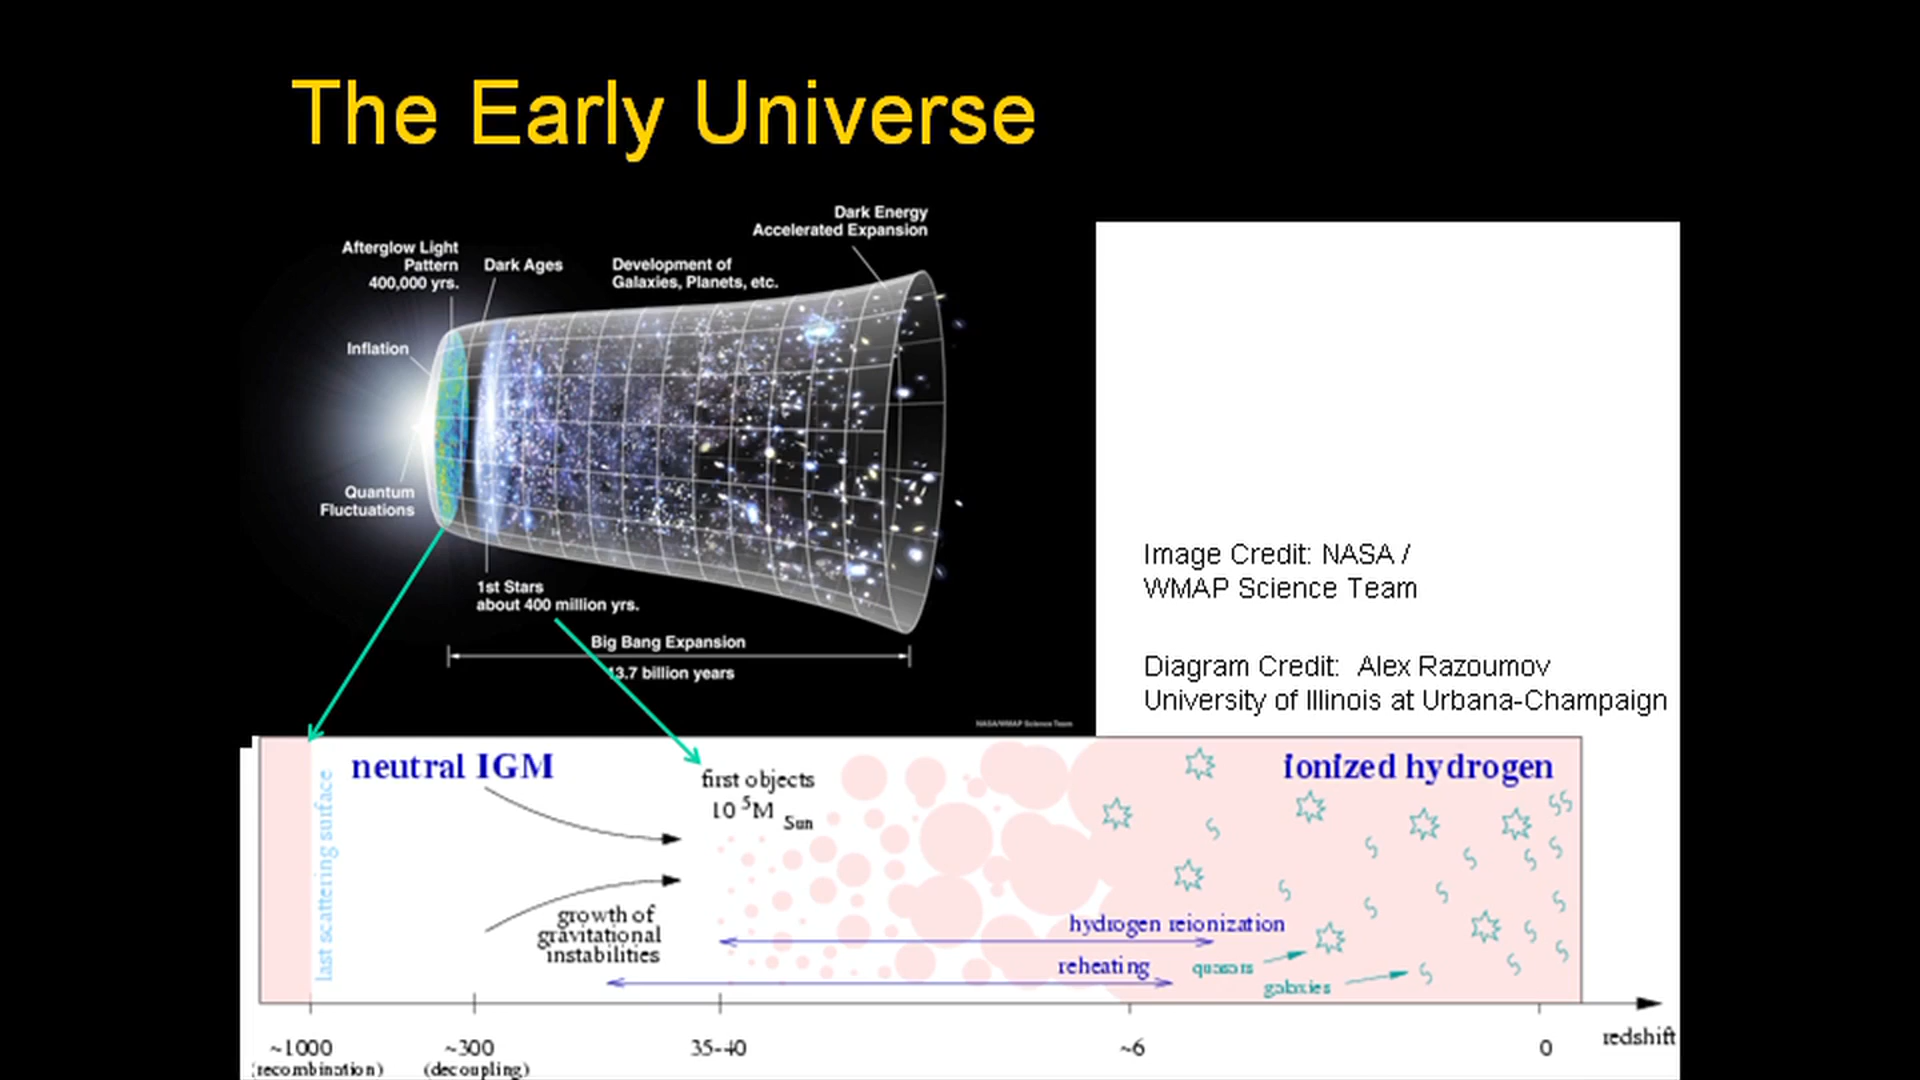 The Early Universe
Dark Energy
Accelerated Expansion
Afterglow Light
Pattern
400,000 yrs.
Dark Ages
Development of
Galaxies, Planets, etc.
Inflation
Quantum
Fluctuations
1st Stars
about 400 million yrs.
Big Bang Expansion
13.7 billion years
NASA/WMAP Science Team
Image Credit: NASA /
WMAP Science Team
Diagram Credit: Alex Razoumov
University of Illinois at Urbana-Champaign
last scattering surface
neutral IGM
first objects
10 5M Sun
ionized hydrogen
growth of
gravitational
instabilities
hydrogen reionization
reheating
quasars
galaxies
~1000
(recombination)
~300
(decoupling)
35-40
~6
0
redshift